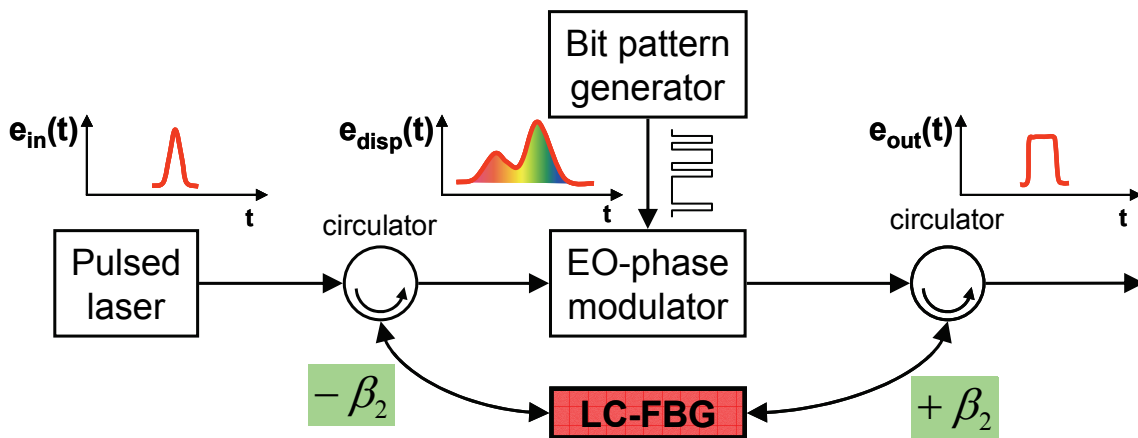 Bit pattern
generator
e_in(t)
t
e_disp(t)
t
e_out(t)
t
circulator
circulator
Pulsed
laser
EO-phase
modulator
− β₂
LC-FBG
+ β₂